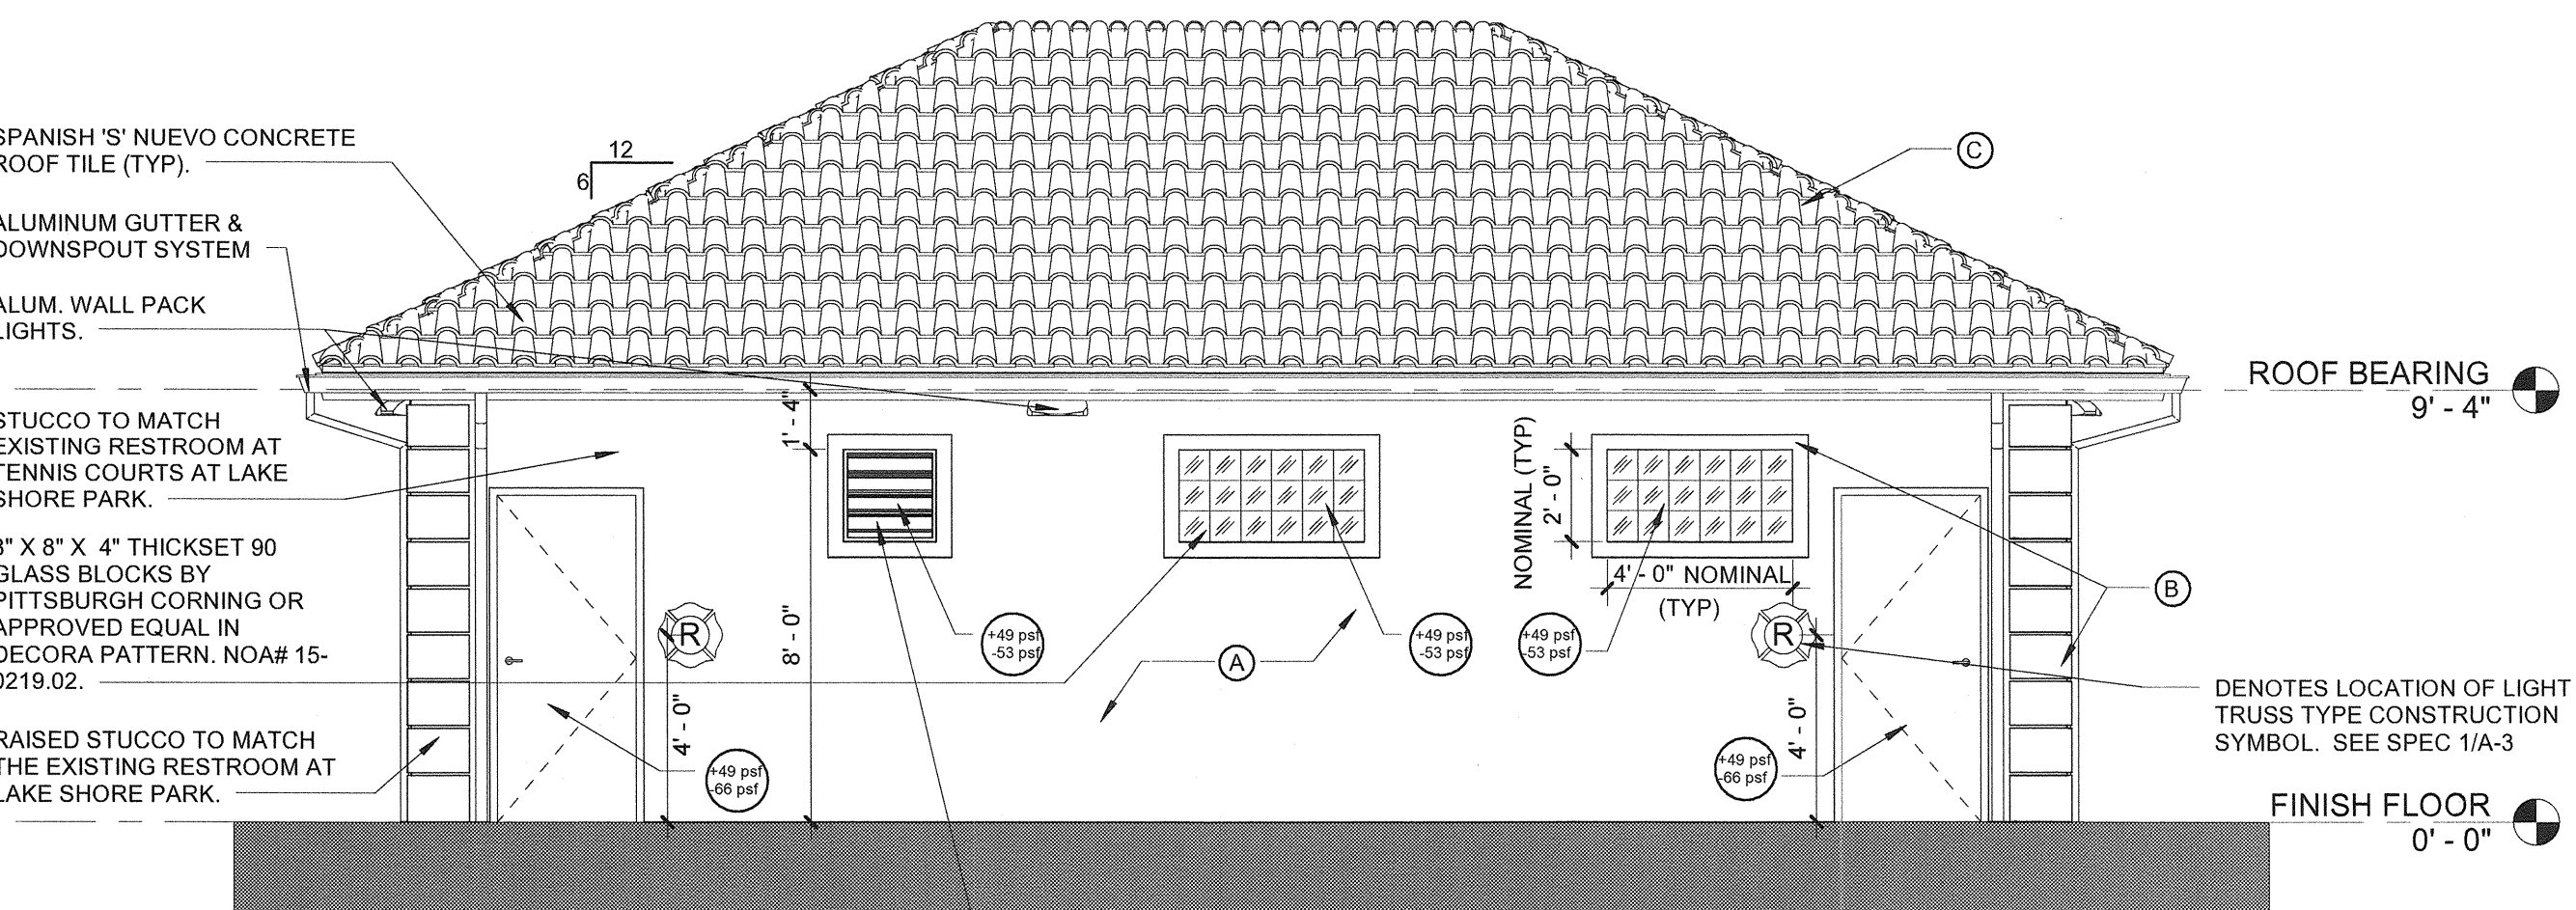 SPANISH 'S' NUEVO CONCRETE
ROOF TILE (TYP).
ALUMINUM GUTTER &
DOWNSPOUT SYSTEM
ALUM. WALL PACK
LIGHTS.
STUCCO TO MATCH
EXISTING RESTROOM AT
TENNIS COURTS AT LAKE
SHORE PARK.
8" X 8" X 4" THICKSET 90
GLASS BLOCKS BY
PITTSBURGH CORNING OR
APPROVED EQUAL IN
DECORA PATTERN. NOA# 15-
0219.02.
RAISED STUCCO TO MATCH
THE EXISTING RESTROOM AT
LAKE SHORE PARK.
12
6
C
1' - 4"
8' - 0"
R
4' - 0"
+49 psf
-66 psf
+49 psf
-53 psf
A
+49 psf
-53 psf
+49 psf
-53 psf
NOMINAL (TYP)
2' - 0"
4' - 0" NOMINAL
(TYP)
R
4' - 0"
+49 psf
-66 psf
B
ROOF BEARING
9' - 4"
DENOTES LOCATION OF LIGHT
TRUSS TYPE CONSTRUCTION
SYMBOL. SEE SPEC 1/A-3
FINISH FLOOR
0' - 0"